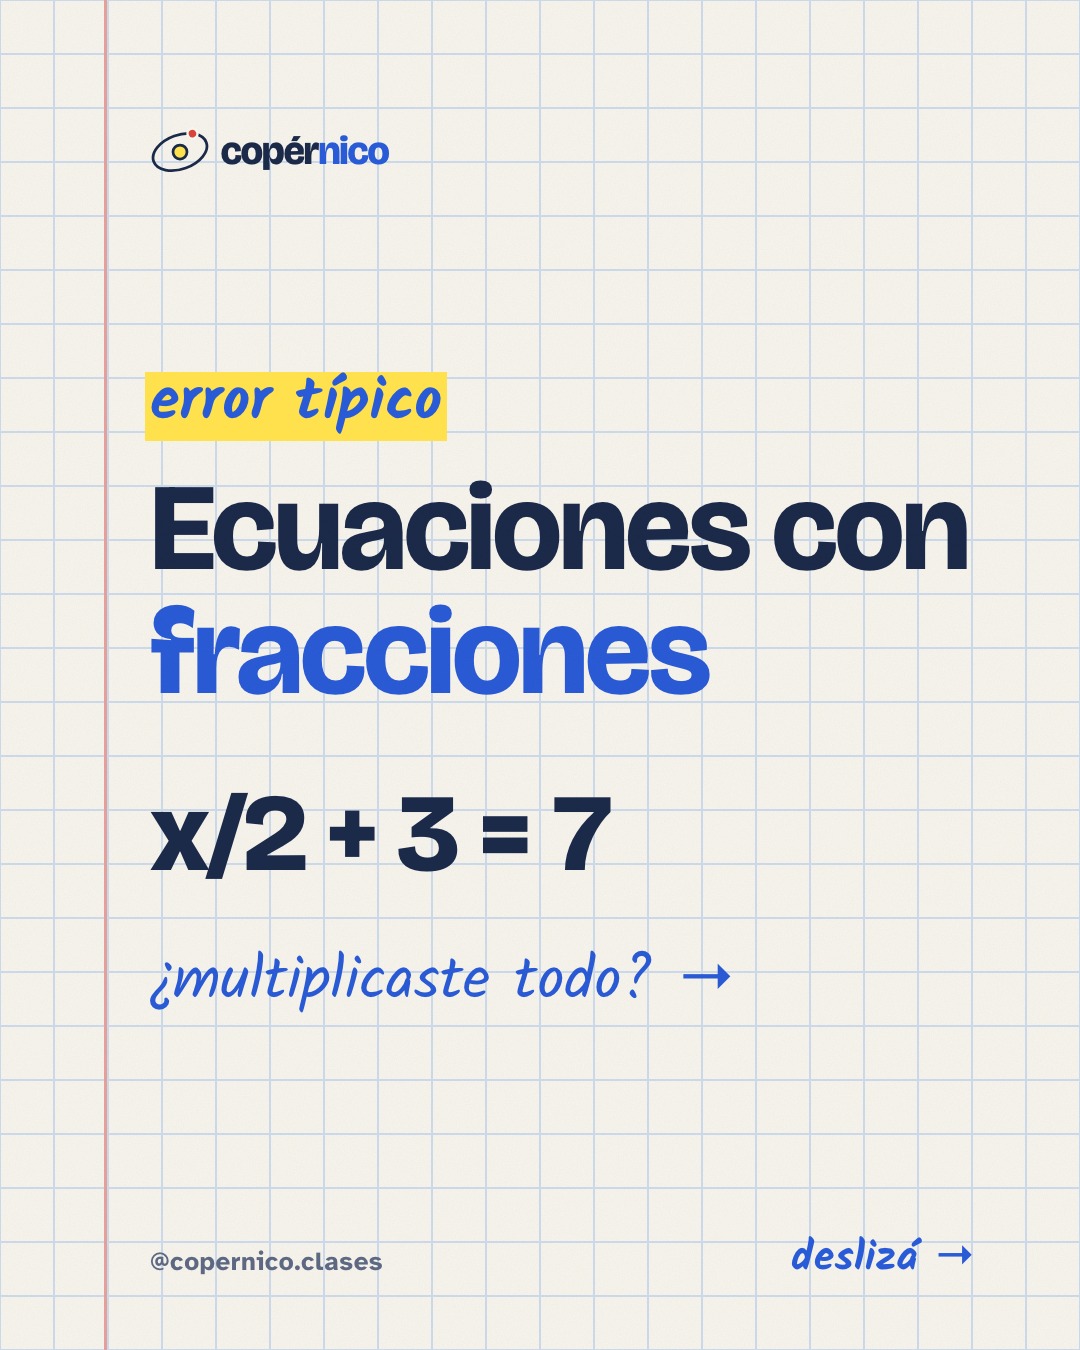 copérnico
error típico
Ecuaciones con
fracciones
x/2 + 3 = 7
¿multiplicaste todo? →
@copernico.clases
deslizá →